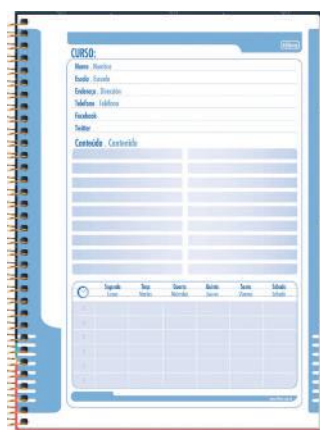 CURSO:
Nome Nombre
Escola Escuela
Endereço Dirección
Telefone Teléfono
Facebook
Twitter
Conteúdo Contenido
Segunda Terça Quarta Quinta Sexta Sábado
Lunes Martes Miércoles Jueves Viernes Sábado